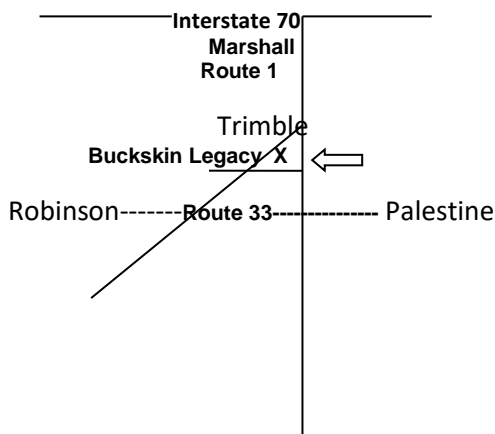 Interstate 70
Marshall
Route 1
Trimble
Buckskin Legacy X
Robinson------Route 33------------ Palestine